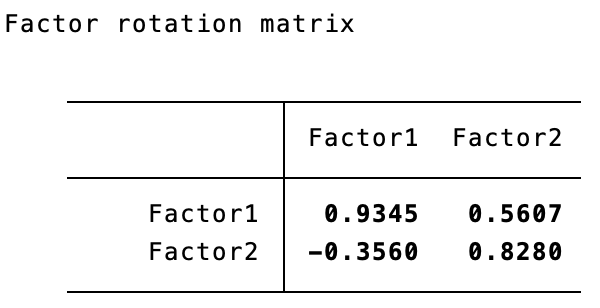 Factor rotation matrix
Factor1 Factor2
Factor1 0.9345 0.5607
Factor2 -0.3560 0.8280